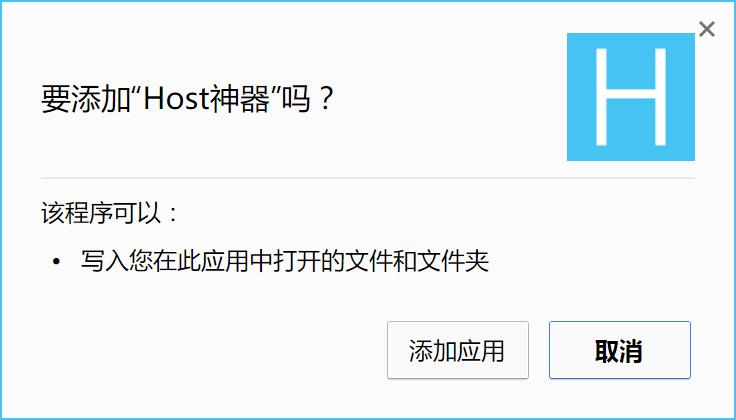 要添加“Host神器”吗？
H
该程序可以：
• 写入您在此应用中打开的文件和文件夹
添加应用
取消